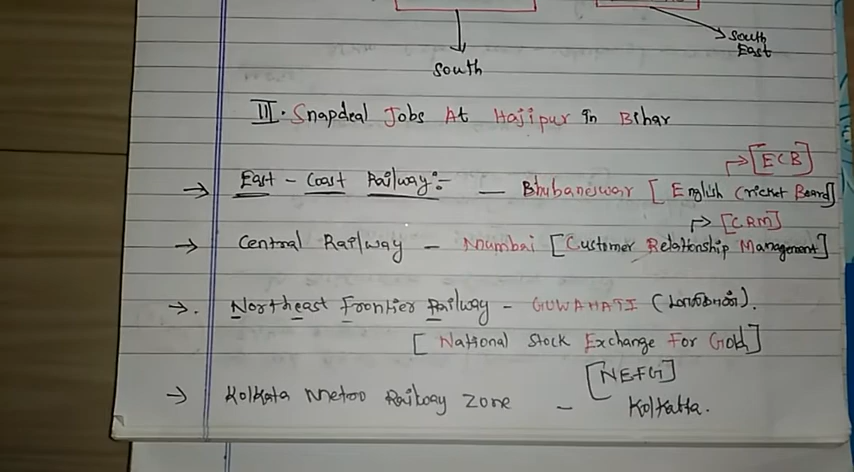 South
South East
III. Snapdeal Jobs At Hajipur in Bihar
[ECB]
→ East - Coast Railway:- — Bhubaneswar [English Cricket Board]
[CRM]
→ Central Railway - Mumbai [Customer Relationship Management]
→. Northeast Frontier Railway - GUWAHATI
[National Stock Exchange For Gold]
[NEFG]
→ Kolkata Metro Railway Zone — Kolkatta.